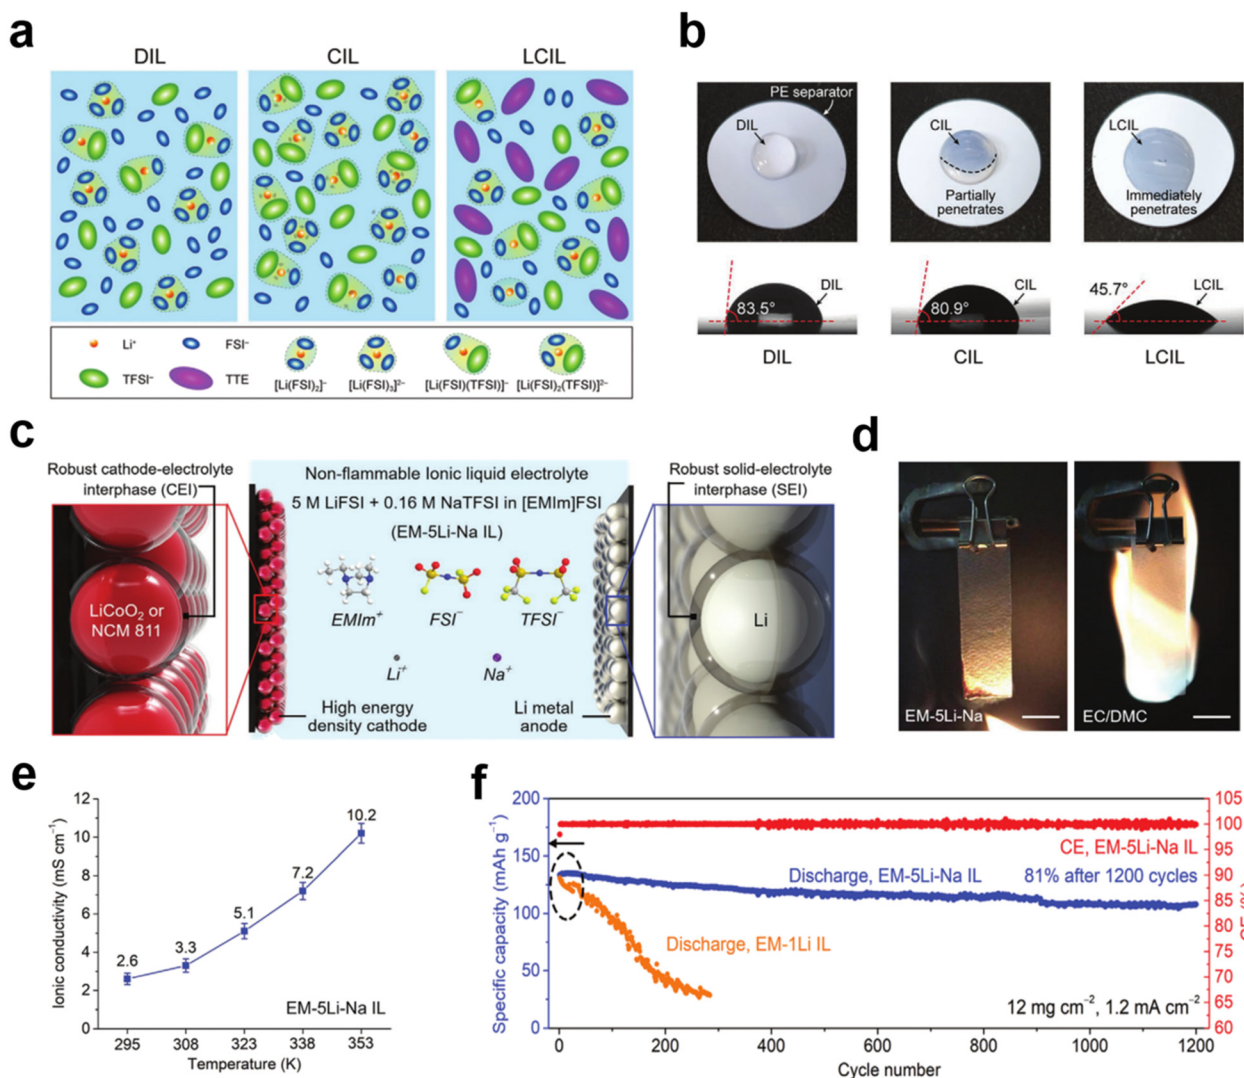 a
DIL
CIL
LCIL
Li⁺
FSI⁻
TFSI⁻
TTE
[Li(FSI)₂]⁻
[Li(FSI)₃]²⁻
[Li(FSI)(TFSI)]⁻
[Li(FSI)₂(TFSI)]²⁻
b
PE separator
DIL
CIL
Partially
penetrates
LCIL
Immediately
penetrates
83.5°
DIL
80.9°
CIL
45.7°
LCIL
DIL
CIL
LCIL
c
Robust cathode-electrolyte
interphase (CEI)
LiCoO₂ or
NCM 811
Non-flammable Ionic liquid electrolyte
5 M LiFSI + 0.16 M NaTFSI in [EMIm]FSI
(EM-5Li-Na IL)
EMIm⁺
FSI⁻
TFSI⁻
Li⁺
Na⁺
High energy
density cathode
Li metal
anode
Robust solid-electrolyte
interphase (SEI)
Li
d
EM-5Li-Na
EC/DMC
e
Ionic conductivity (mS cm⁻¹)
12
10
8
6
4
2
0
2.6
3.3
5.1
7.2
10.2
EM-5Li-Na IL
295
308
323
338
353
Temperature (K)
f
Specific capacity (mAh g⁻¹)
200
150
100
50
0
CE, EM-5Li-Na IL
Discharge, EM-5Li-Na IL
81% after 1200 cycles
Discharge, EM-1Li IL
12 mg cm⁻², 1.2 mA cm⁻²
0
200
400
600
800
1000
1200
Cycle number
105
100
95
90
85
80
75
70
65
60
CE (%)